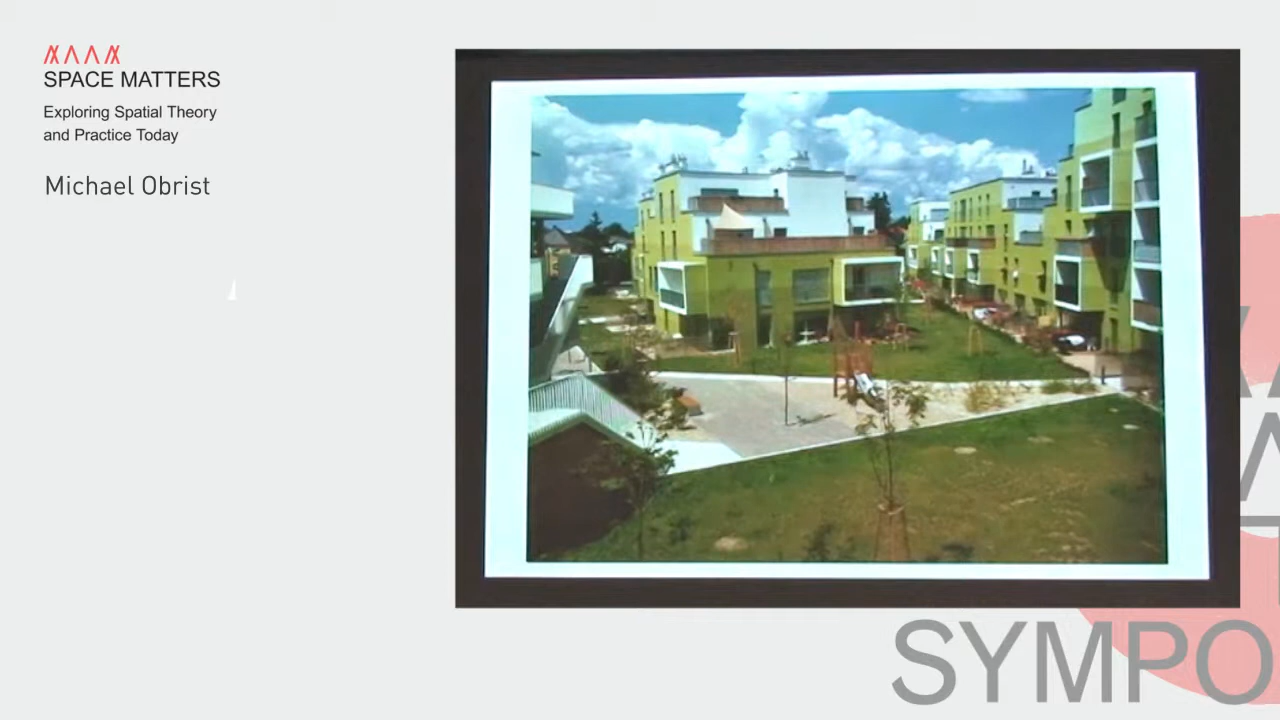 SPACE MATTERS
Exploring Spatial Theory
and Practice Today
Michael Obrist
SYMPO